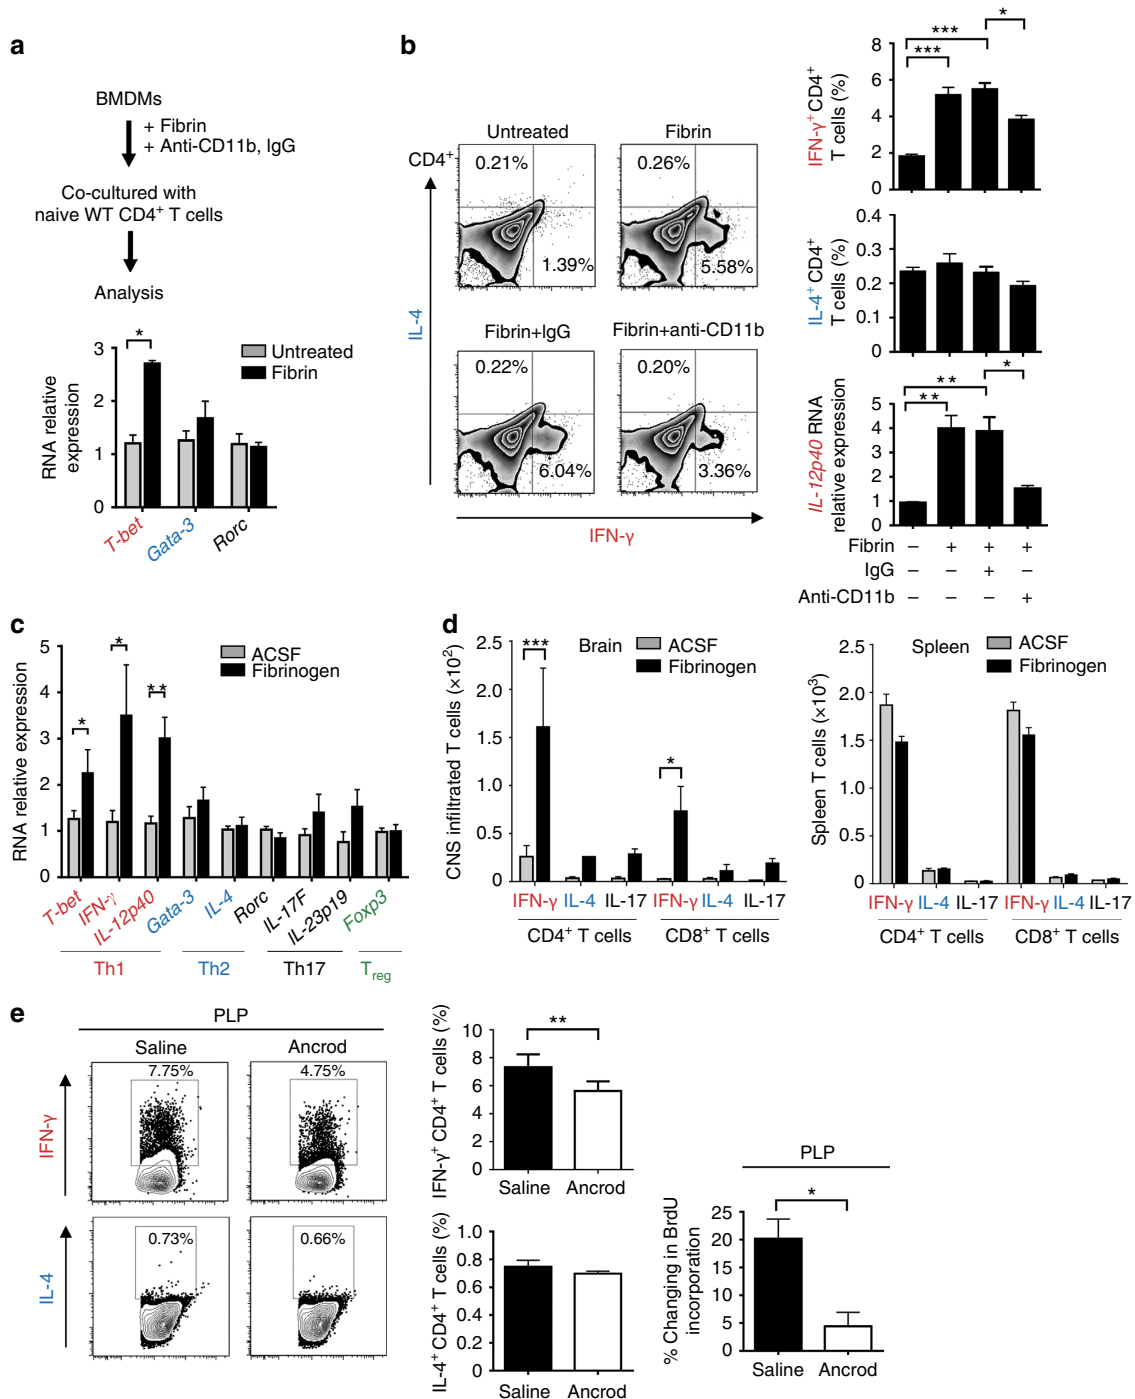 a
BMDMs
+ Fibrin
+ Anti-CD11b, IgG
Co-cultured with
naive WT CD4+ T cells
Analysis
*
3
2
1
0
RNA relative
expression
Untreated
Fibrin
T-bet
Gata-3
Rorc
b
Untreated
Fibrin
CD4+
0.21%
0.26%
1.39%
5.58%
Fibrin+IgG
Fibrin+anti-CD11b
0.22%
0.20%
6.04%
3.36%
IL-4
IFN-γ
***
***
*
8
6
4
2
0
IFN-γ+ CD4+
T cells (%)
0.4
0.3
0.2
0.1
0
IL-4+ CD4+
T cells (%)
**
**
*
5
4
3
2
1
0
IL-12p40 RNA
relative expression
Fibrin – + + +
IgG – – + –
Anti-CD11b – – – +
c
5
4
3
2
1
0
RNA relative expression
ACSF
Fibrinogen
*
*
**
T-bet
IFN-γ
IL-12p40
Gata-3
IL-4
Rorc
IL-17F
IL-23p19
Foxp3
Th1
Th2
Th17
Treg
d
2.5
2.0
1.5
1.0
0.5
0
CNS infiltrated T cells (×10²)
***
Brain
ACSF
Fibrinogen
*
IFN-γ IL-4 IL-17 IFN-γ IL-4 IL-17
CD4+ T cells
CD8+ T cells
2.5
2.0
1.5
1.0
0.5
0
Spleen T cells (×10³)
Spleen
ACSF
Fibrinogen
IFN-γ IL-4 IL-17 IFN-γ IL-4 IL-17
CD4+ T cells
CD8+ T cells
e
PLP
Saline
Ancrod
7.75%
4.75%
IFN-γ
0.73%
0.66%
IL-4
**
10
8
6
4
2
0
IFN-γ+ CD4+ T cells (%)
Saline Ancrod
1.0
0.8
0.6
0.4
0.2
0
IL-4+ CD4+ T cells (%)
Saline Ancrod
PLP
*
25
20
15
10
5
0
% Changing in BrdU
incorporation
Saline Ancrod